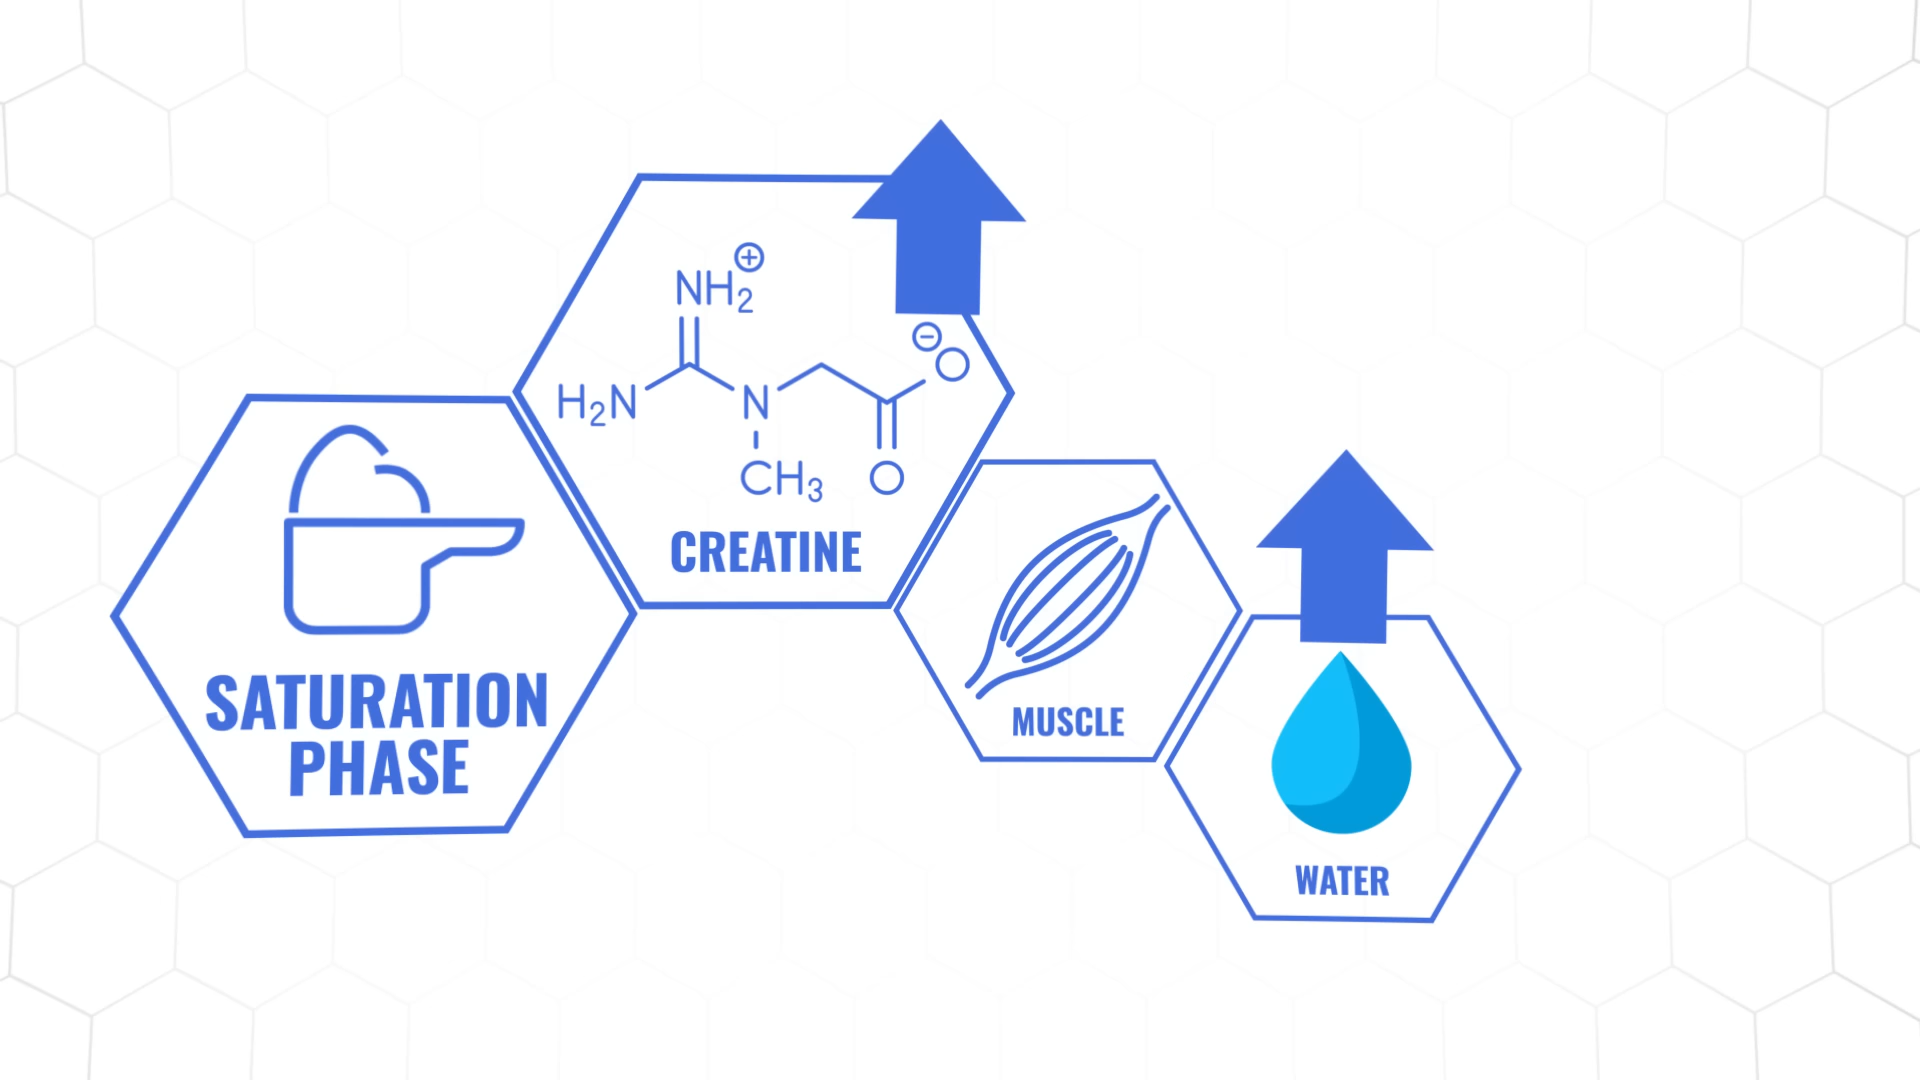 NH₂⊕
⊖
O
H₂N
N
CH₃
O
CREATINE
SATURATION
PHASE
MUSCLE
WATER